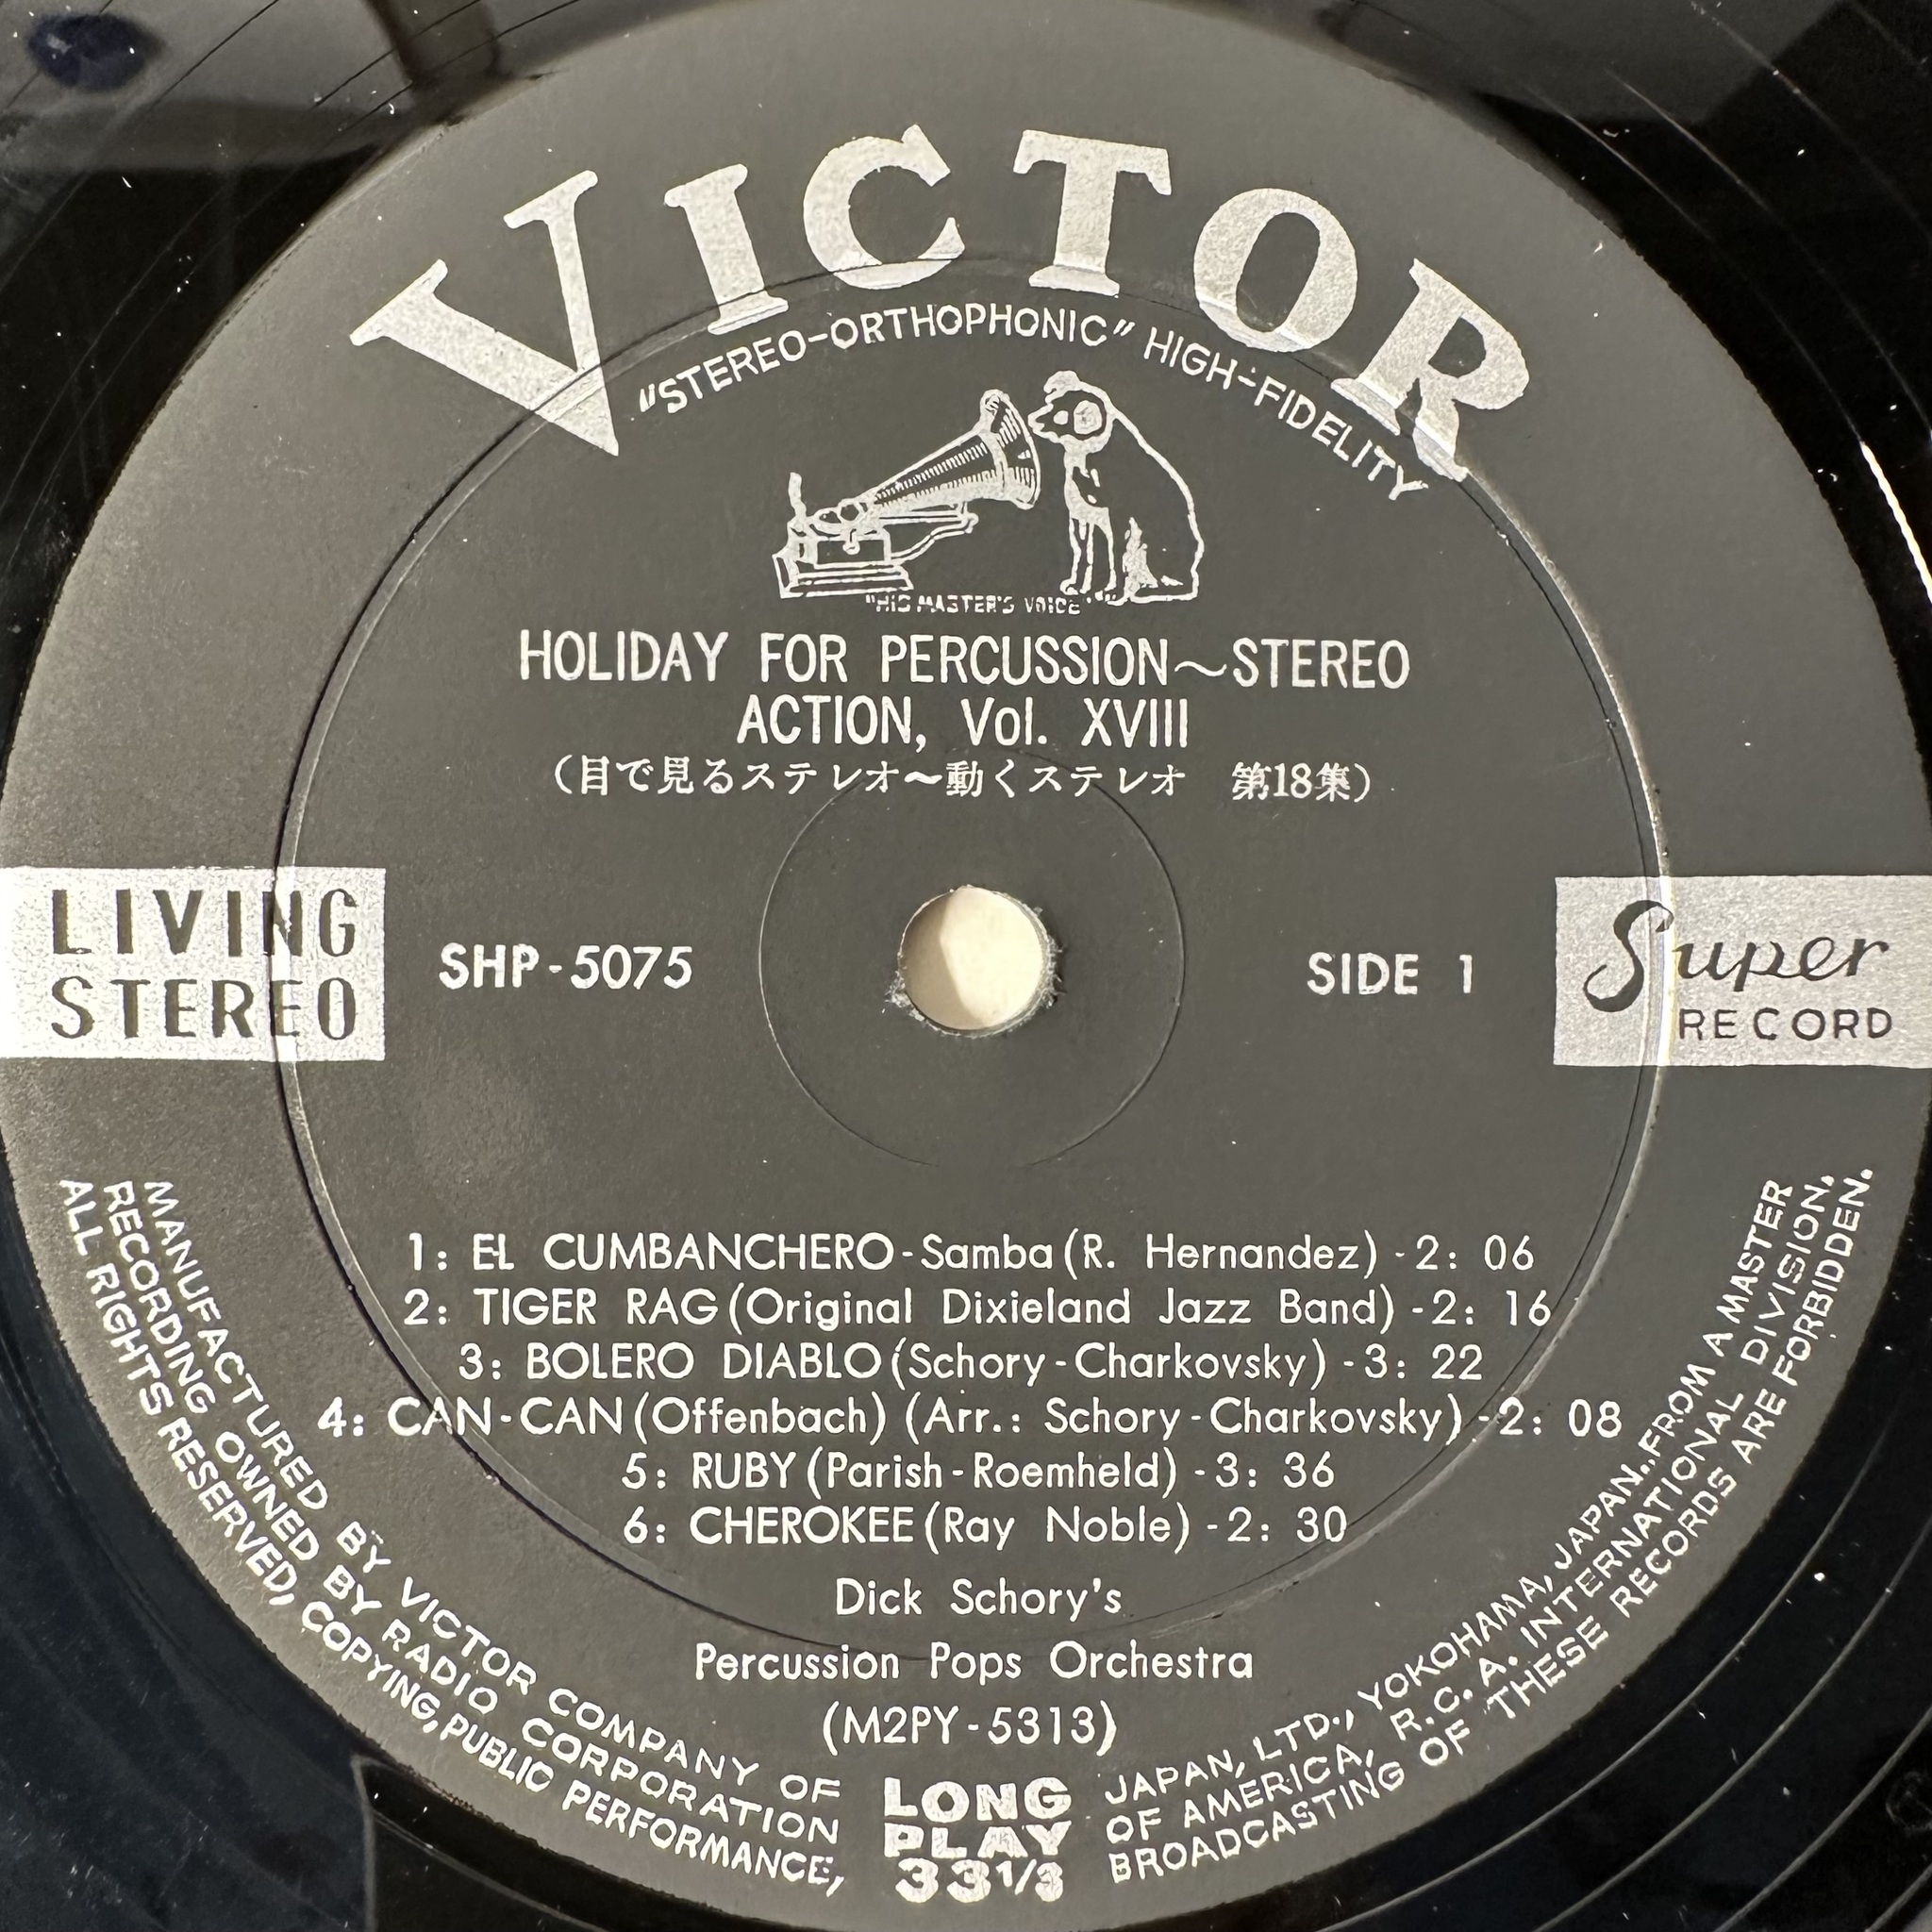 VICTOR
"STEREO-ORTHOPHONIC" HIGH-FIDELITY
"HIS MASTER'S VOICE"
HOLIDAY FOR PERCUSSION〜STEREO
ACTION, Vol. XVIII
(目で見るステレオ〜動くステレオ 第18集)
LIVING
STEREO
SHP-5075
SIDE 1
Super
RECORD
1: EL CUMBANCHERO-Samba(R. Hernandez) -2: 06
2: TIGER RAG(Original Dixieland Jazz Band) -2: 16
3: BOLERO DIABLO(Schory-Charkovsky) -3: 22
4: CAN-CAN(Offenbach) (Arr.: Schory-Charkovsky) -2: 08
5: RUBY(Parish-Roemheld) -3: 36
6: CHEROKEE(Ray Noble) -2: 30
Dick Schory's
Percussion Pops Orchestra
(M2PY-5313)
MANUFACTURED BY VICTOR COMPANY OF JAPAN, LTD., YOKOHAMA, JAPAN., FROM A MASTER
RECORDING OWNED BY RADIO CORPORATION OF AMERICA, R.C.A. INTERNATIONAL DIVISION,
ALL RIGHTS RESERVED, COPYING, PUBLIC PERFORMANCE, BROADCASTING OF THESE RECORDS ARE FORBIDDEN.
LONG
PLAY
33 1/3